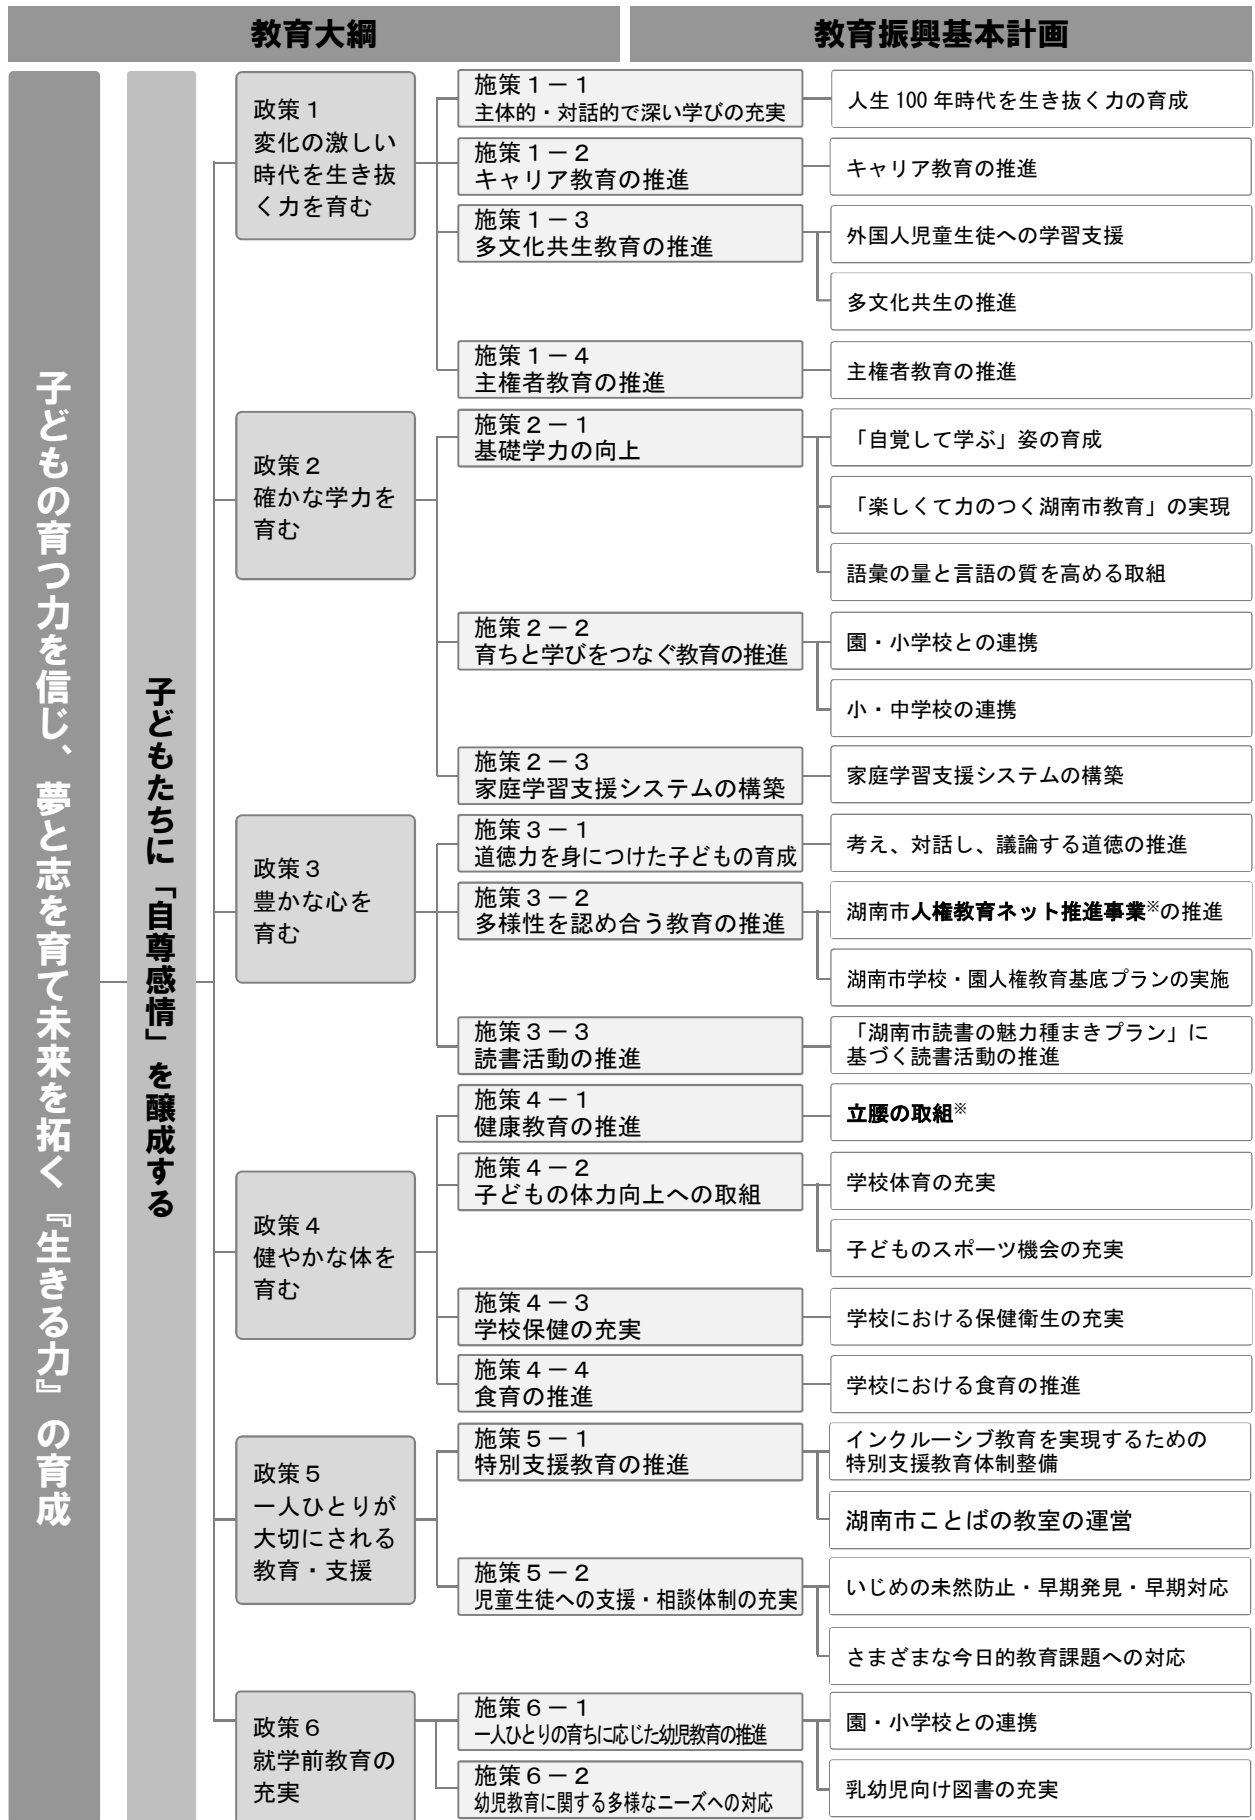 教育大綱
教育振興基本計画
子どもの育つ力を信じ、夢と志を育て未来を拓く『生きる力』の育成
子どもたちに「自尊感情」を醸成する
政策1
変化の激しい
時代を生き抜
く力を育む
施策1－1
主体的・対話的で深い学びの充実
人生100年時代を生き抜く力の育成
施策1－2
キャリア教育の推進
キャリア教育の推進
施策1－3
多文化共生教育の推進
外国人児童生徒への学習支援
多文化共生の推進
施策1－4
主権者教育の推進
主権者教育の推進
政策2
確かな学力を
育む
施策2－1
基礎学力の向上
「自覚して学ぶ」姿の育成
「楽しくて力のつく湖南市教育」の実現
語彙の量と言語の質を高める取組
施策2－2
育ちと学びをつなぐ教育の推進
園・小学校との連携
小・中学校の連携
施策2－3
家庭学習支援システムの構築
家庭学習支援システムの構築
政策3
豊かな心を
育む
施策3－1
道徳力を身につけた子どもの育成
考え、対話し、議論する道徳の推進
施策3－2
多様性を認め合う教育の推進
湖南市人権教育ネット推進事業※の推進
湖南市学校・園人権教育基底プランの実施
施策3－3
読書活動の推進
「湖南市読書の魅力種まきプラン」に
基づく読書活動の推進
政策4
健やかな体を
育む
施策4－1
健康教育の推進
立腰の取組※
施策4－2
子どもの体力向上への取組
学校体育の充実
子どものスポーツ機会の充実
施策4－3
学校保健の充実
学校における保健衛生の充実
施策4－4
食育の推進
学校における食育の推進
政策5
一人ひとりが
大切にされる
教育・支援
施策5－1
特別支援教育の推進
インクルーシブ教育を実現するための
特別支援教育体制整備
湖南市ことばの教室の運営
施策5－2
児童生徒への支援・相談体制の充実
いじめの未然防止・早期発見・早期対応
さまざまな今日的教育課題への対応
政策6
就学前教育の
充実
施策6－1
一人ひとりの育ちに応じた幼児教育の推進
園・小学校との連携
施策6－2
幼児教育に関する多様なニーズへの対応
乳幼児向け図書の充実